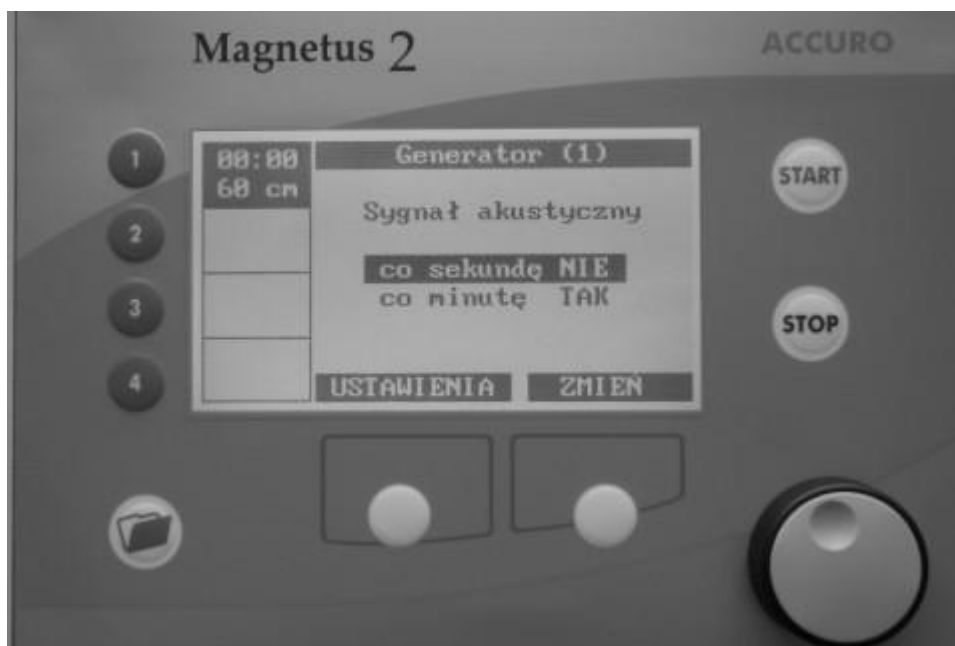 Magnetus 2
ACCURO
1
2
3
4
00:00
60 cm
Generator (1)
Sygnał akustyczny
co sekundę NIE
co minutę TAK
USTAWIENIA
ZMIEŃ
START
STOP